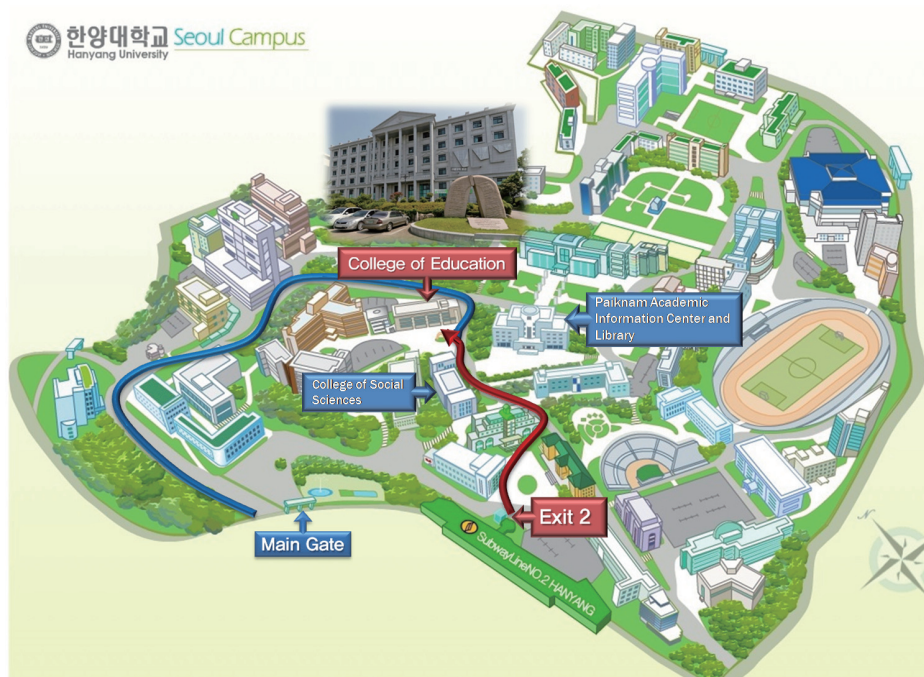 한양대학교 Seoul Campus
Hanyang University
College of Education
Paiknam Academic
Information Center and
Library
College of Social
Sciences
Exit 2
Main Gate
SubwayLineNO.2 HANYANG
N